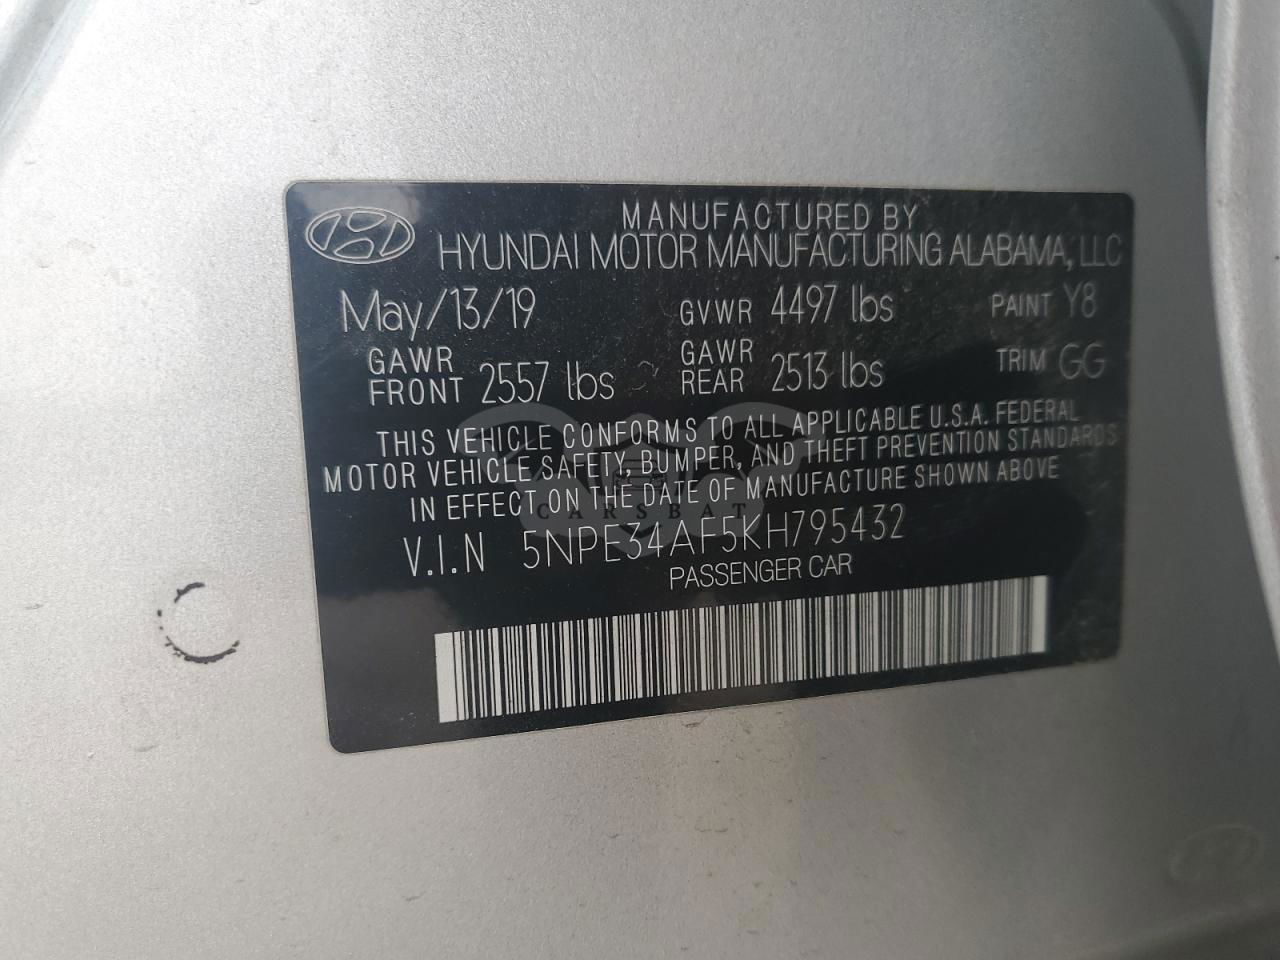 MANUFACTURED BY
HYUNDAI MOTOR MANUFACTURING ALABAMA, LLC
May/13/19 GVWR 4497 lbs PAINT Y8
GAWR FRONT 2557 lbs GAWR REAR 2513 lbs TRIM GG
THIS VEHICLE CONFORMS TO ALL APPLICABLE U.S.A. FEDERAL
MOTOR VEHICLE SAFETY, BUMPER, AND THEFT PREVENTION STANDARDS
IN EFFECT ON THE DATE OF MANUFACTURE SHOWN ABOVE
CARSBAT
V.I.N 5NPE34AF5KH795432
PASSENGER CAR